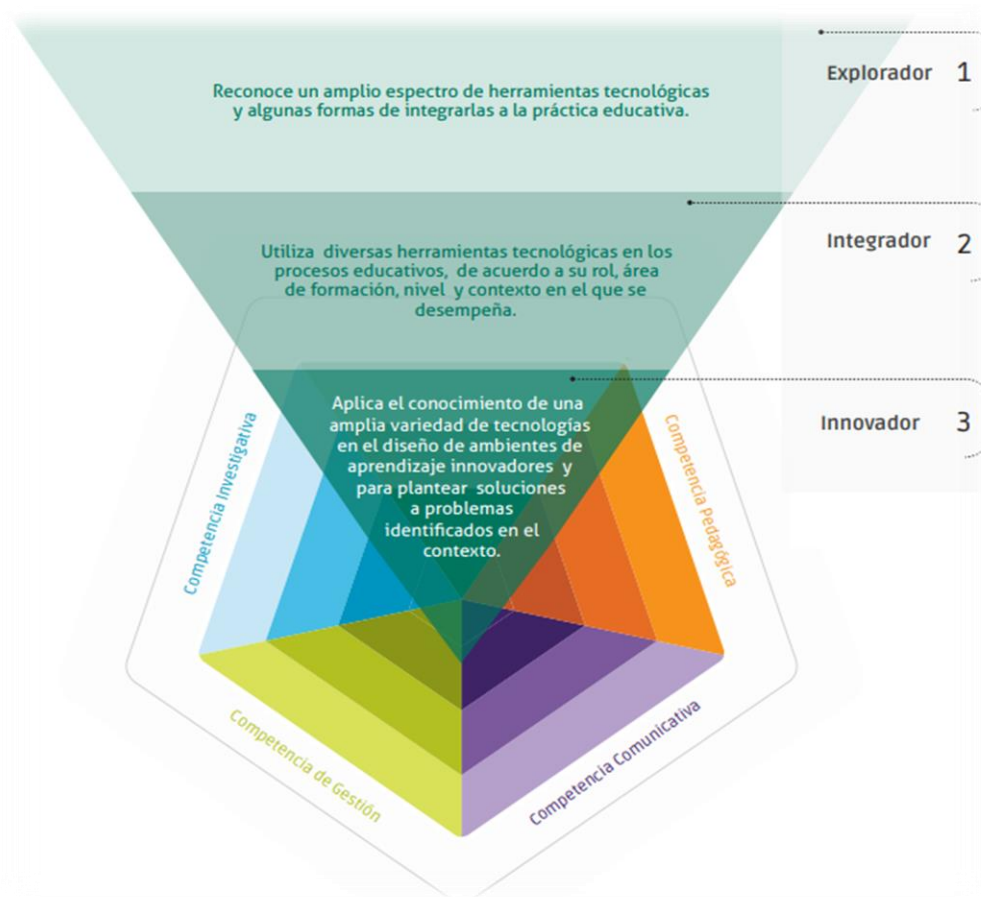 Reconoce un amplio espectro de herramientas tecnológicas
y algunas formas de integrarlas a la práctica educativa.
Explorador 1
Utiliza diversas herramientas tecnológicas en los
procesos educativos, de acuerdo a su rol, área
de formación, nivel y contexto en el que se
desempeña.
Integrador 2
Aplica el conocimiento de una
amplia variedad de tecnologías
en el diseño de ambientes de
aprendizaje innovadores y
para plantear soluciones
a problemas
identificados en el
contexto.
Innovador 3
Competencia Investigativa
Competencia Pedagógica
Competencia de Gestión
Competencia Comunicativa